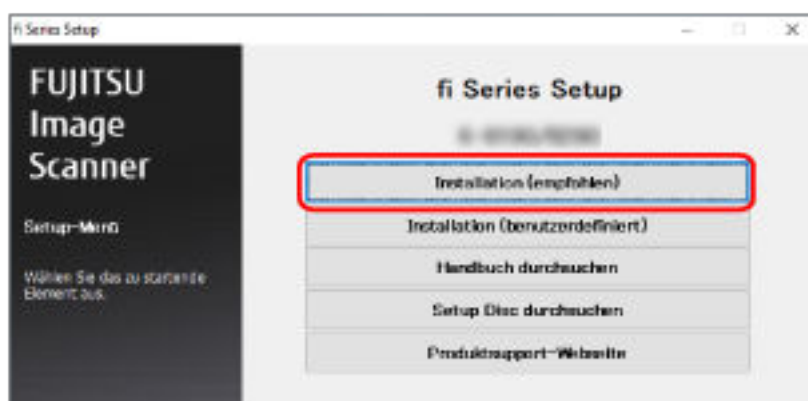 fi Series Setup
FUJITSU
Image
Scanner
Setup-Menü
Wählen Sie das zu startende
Element aus.
fi Series Setup
Installation (empfohlen)
Installation (benutzerdefiniert)
Handbuch durchsuchen
Setup Disc durchsuchen
Produktsupport-Webseite